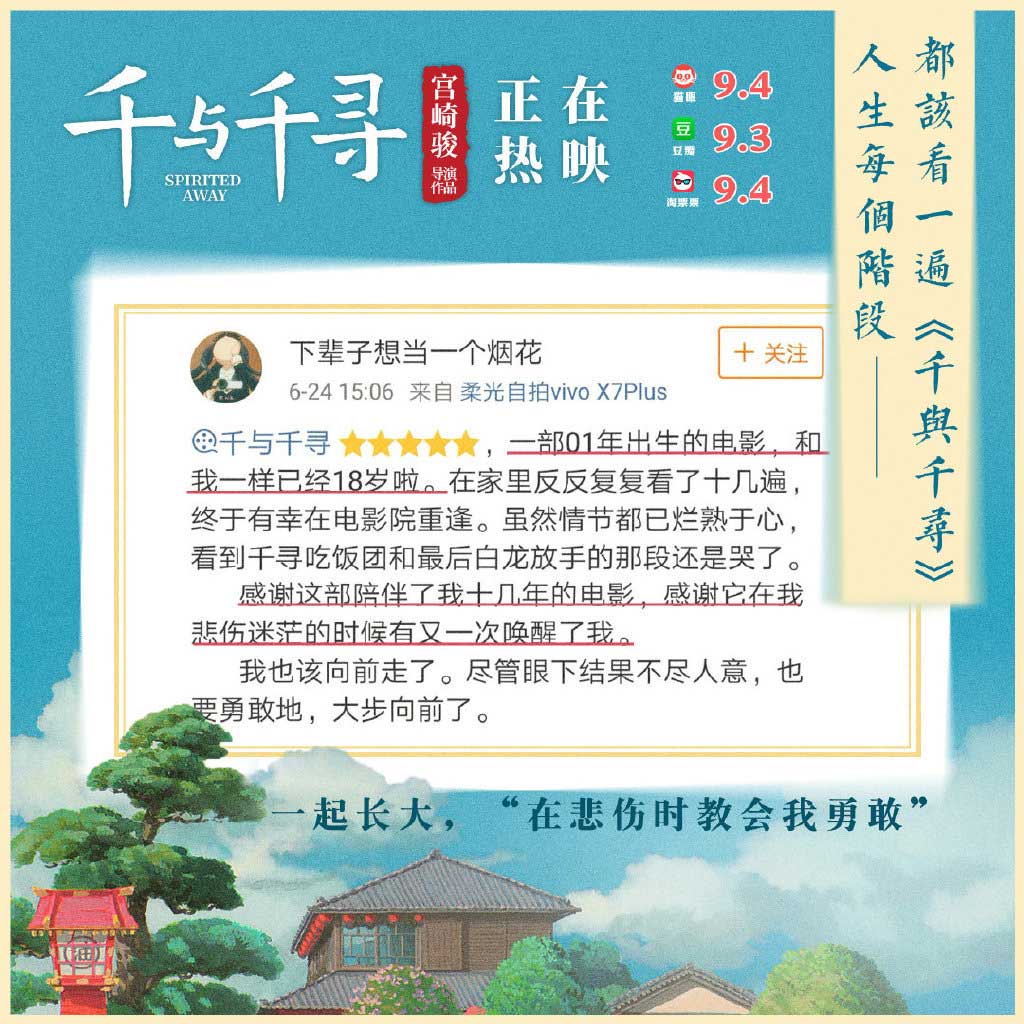 千与千寻
SPIRITED
AWAY
宫崎骏
导演
作品
正在
热映
猫眼
9.4
豆
豆瓣
9.3
淘票票
9.4
人生每個階段——
都該看一遍《千與千尋》
下辈子想当一个烟花
+ 关注
6-24 15:06 来自 柔光自拍vivo X7Plus
千与千寻 ，一部01年出生的电影，和
我一样已经18岁啦。在家里反反复复看了十几遍，
终于有幸在电影院重逢。虽然情节都已烂熟于心，
看到千寻吃饭团和最后白龙放手的那段还是哭了。
感谢这部陪伴了我十几年的电影，感谢它在我
悲伤迷茫的时候有又一次唤醒了我。
我也该向前走了。尽管眼下结果不尽人意，也
要勇敢地，大步向前了。
一起长大，“在悲伤时教会我勇敢”